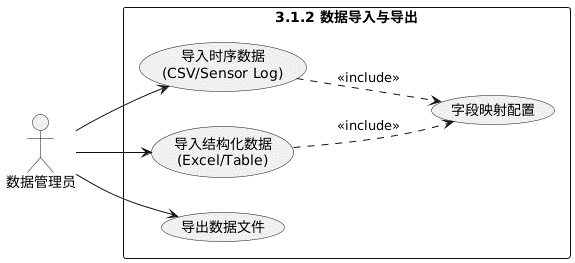 3.1.2 数据导入与导出
导入时序数据
(CSV/Sensor Log)
«include»
字段映射配置
«include»
导入结构化数据
(Excel/Table)
数据管理员
导出数据文件